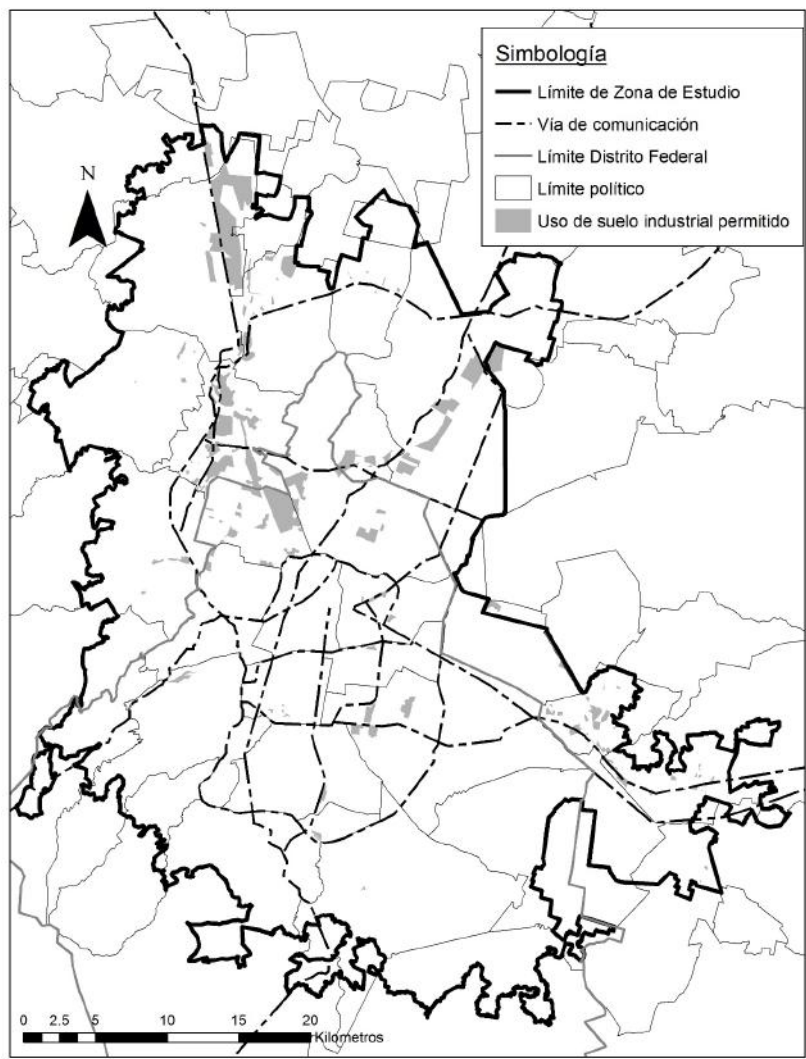 Simbología
Límite de Zona de Estudio
Vía de comunicación
Límite Distrito Federal
Límite político
Uso de suelo industrial permitido
N
0 2.5 5 10 15 20
Kilometros